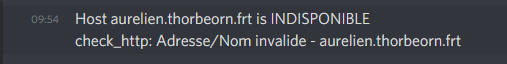 09:54 Host aurelien.thorbeorn.frt is INDISPONIBLE
check_http: Adresse/Nom invalide - aurelien.thorbeorn.frt